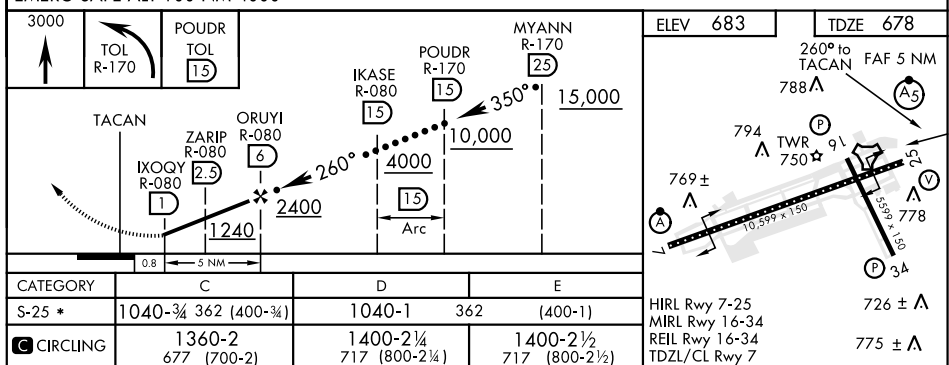 3000
TOL
R-170
POUDR
TOL
15
MYANN
R-170
25
POUDR
R-170
15
IKASE
R-080
15
350°
15,000
10,000
260°
4000
15
Arc
TACAN
ORUYI
R-080
6
ZARIP
R-080
2.5
IXOQY
R-080
1
2400
1240
0.8
5 NM
CATEGORY C D E
S-25 * 1040-¾ 362 (400-¾) 1040-1 362 (400-1)
C CIRCLING 1360-2 1400-2¼ 1400-2½
677 (700-2) 717 (800-2¼) 717 (800-2½)
ELEV 683 TDZE 678
260° to
TACAN
FAF 5 NM
788
A5
P
794
TWR
750
16
25
V
769 ±
A
10,599 x 150
5599 x 150
778
7
P
34
HIRL Rwy 7-25
MIRL Rwy 16-34
REIL Rwy 16-34
TDZL/CL Rwy 7
726 ±
775 ±